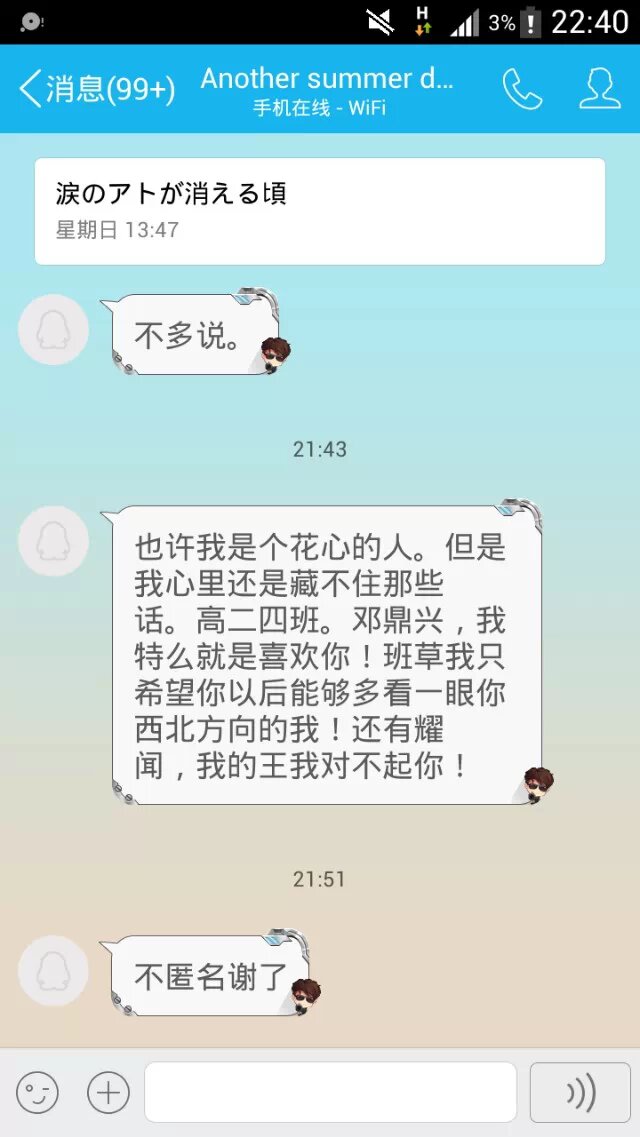 H
3%
22:40
消息(99+)
Another summer d...
手机在线 - WiFi
涙のアトが消える頃
星期日 13:47
不多说。
21:43
也许我是个花心的人。但是
我心里还是藏不住那些
话。高二四班。邓鼎兴，我
特么就是喜欢你！班草我只
希望你以后能够多看一眼你
西北方向的我！还有耀
闻，我的王我对不起你！
21:51
不匿名谢了